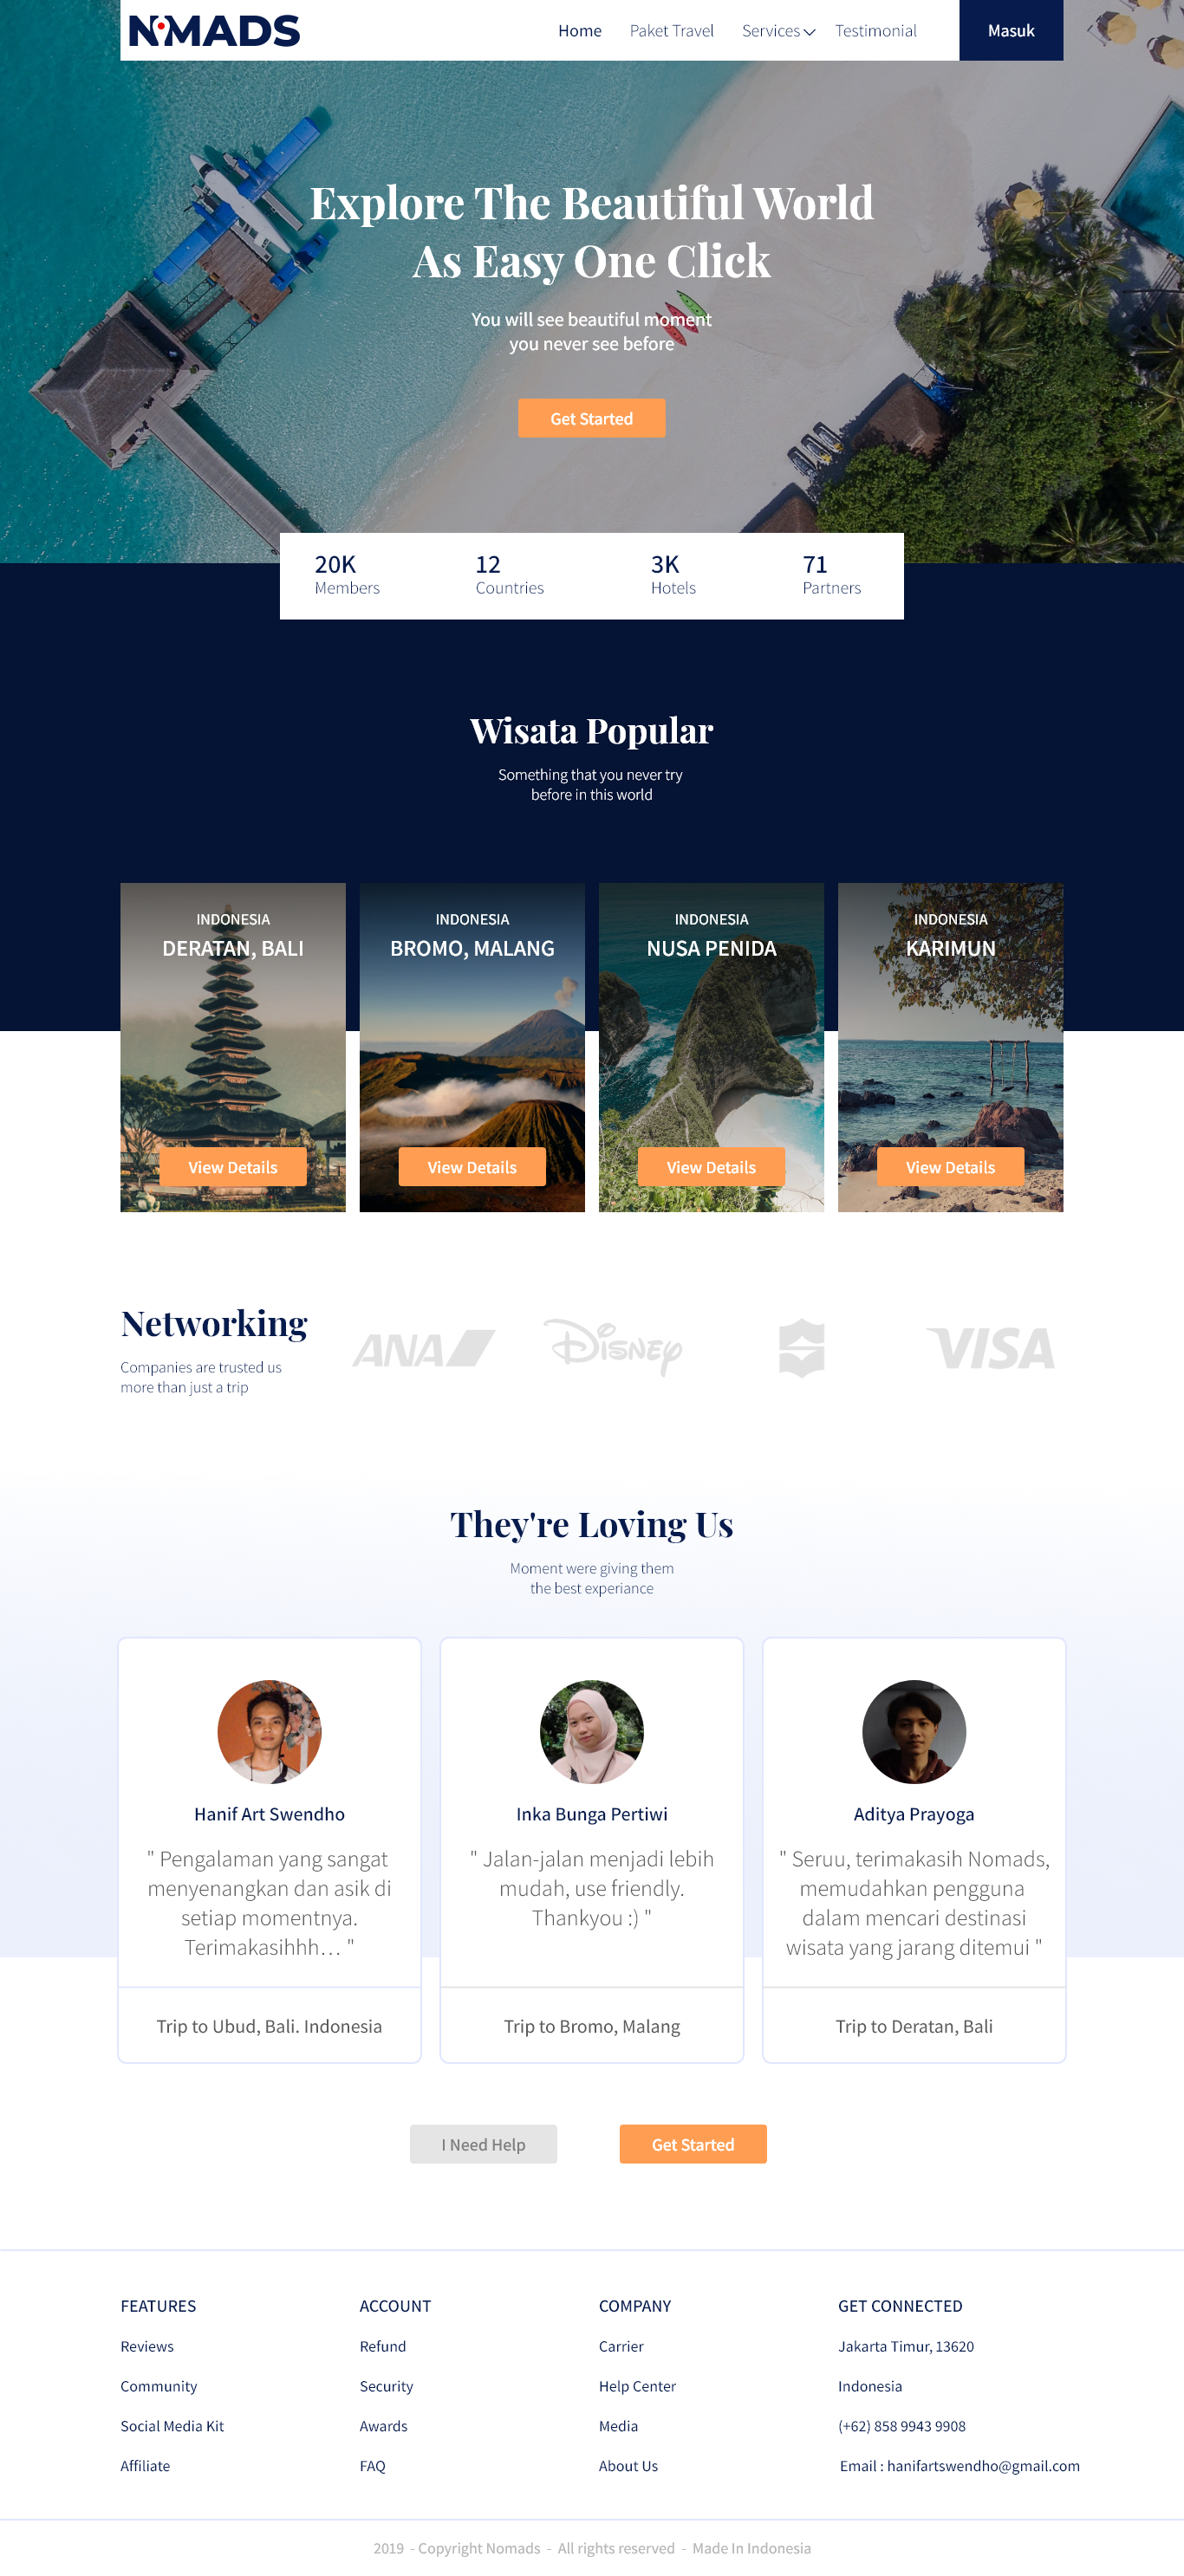 NOMADS
Home Paket Travel Services Testimonial Masuk
Explore The Beautiful World
As Easy One Click
You will see beautiful moment
you never see before
Get Started
20K 12 3K 71
Members Countries Hotels Partners
Wisata Popular
Something that you never try
before in this world
INDONESIA
DERATAN, BALI
View Details
INDONESIA
BROMO, MALANG
View Details
INDONESIA
NUSA PENIDA
View Details
INDONESIA
KARIMUN
View Details
Networking
Companies are trusted us
more than just a trip
ANA Disney VISA
They're Loving Us
Moment were giving them
the best experiance
Hanif Art Swendho
" Pengalaman yang sangat
menyenangkan dan asik di
setiap momentnya.
Terimakasihhh... "
Trip to Ubud, Bali. Indonesia
Inka Bunga Pertiwi
" Jalan-jalan menjadi lebih
mudah, use friendly.
Thankyou :) "
Trip to Bromo, Malang
Aditya Prayoga
" Seruu, terimakasih Nomads,
memudahkan pengguna
dalam mencari destinasi
wisata yang jarang ditemui "
Trip to Deratan, Bali
I Need Help Get Started
FEATURES
Reviews
Community
Social Media Kit
Affiliate
ACCOUNT
Refund
Security
Awards
FAQ
COMPANY
Carrier
Help Center
Media
About Us
GET CONNECTED
Jakarta Timur, 13620
Indonesia
(+62) 858 9943 9908
Email : hanifartswendho@gmail.com
2019 - Copyright Nomads - All rights reserved - Made In Indonesia